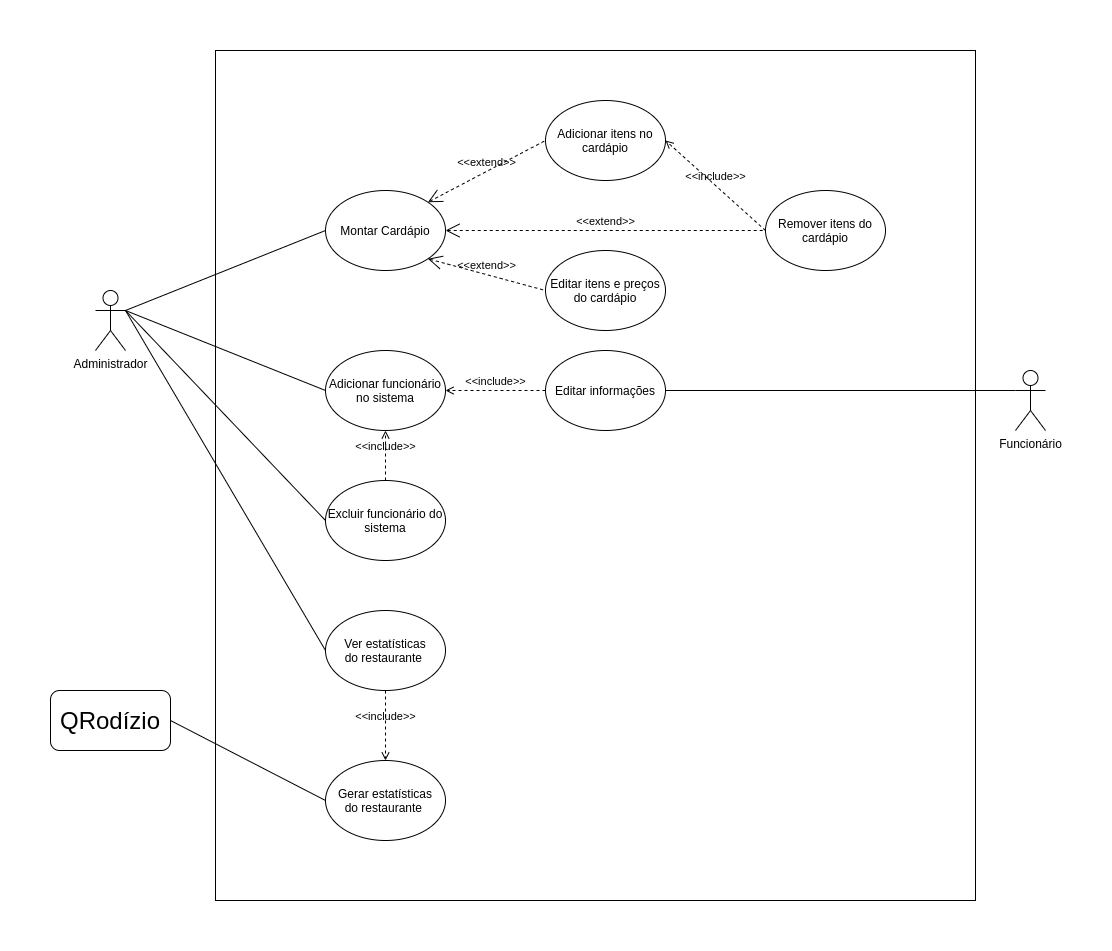 Adicionar itens no
cardápio
<<extend>>
<<include>>
Montar Cardápio
<<extend>>
Remover itens do
cardápio
<<extend>>
Editar itens e preços
do cardápio
Administrador
Adicionar funcionário
no sistema
<<include>>
Editar informações
Funcionário
<<include>>
Excluir funcionário do
sistema
Ver estatísticas
do restaurante
QRodízio
<<include>>
Gerar estatísticas
do restaurante